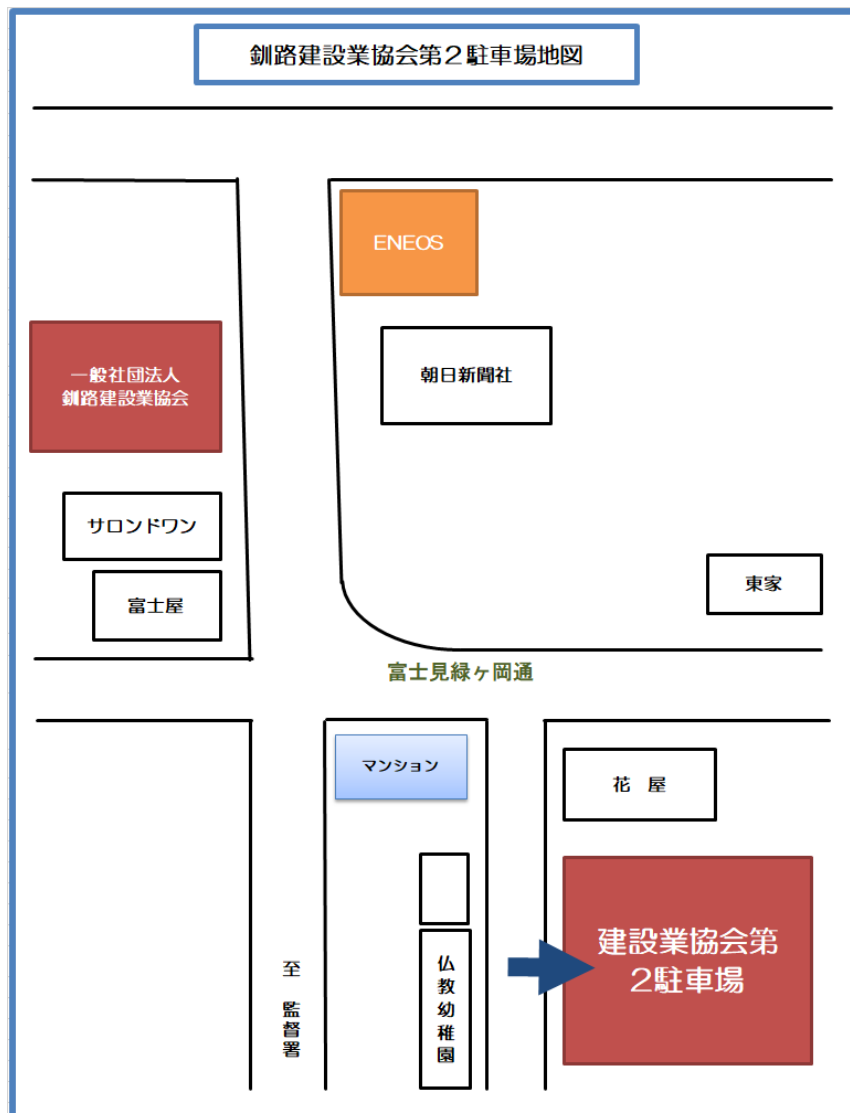 釧路建設業協会第２駐車場地図
ENEOS
一般社団法人
釧路建設業協会
朝日新聞社
サロンドワン
富士屋
東家
富士見緑ヶ岡通
マンション
花　屋
建設業協会第
２駐車場
仏教幼稚園
至　監督署